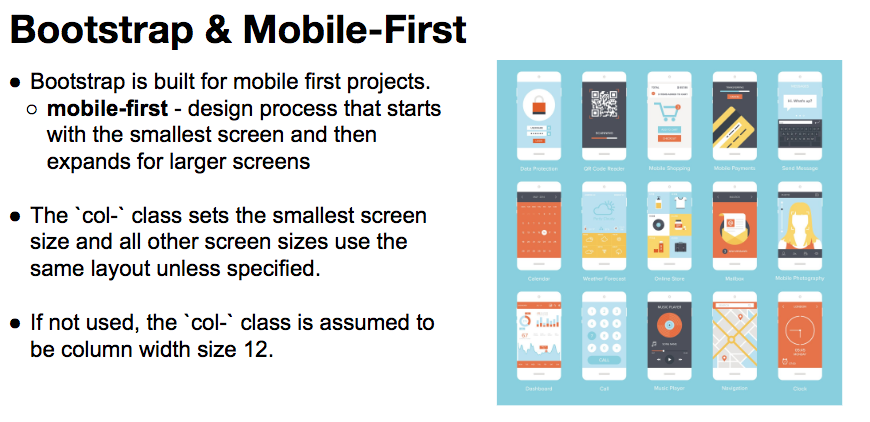 Bootstrap & Mobile-First
● Bootstrap is built for mobile first projects.
○ mobile-first - design process that starts
with the smallest screen and then
expands for larger screens
● The `col-` class sets the smallest screen
size and all other screen sizes use the
same layout unless specified.
● If not used, the `col-` class is assumed to
be column width size 12.
Data Protection
QR Code Reader
Mobile Shopping
Mobile Payments
Send Message
Calendar
Weather Forecast
Online Store
Mailbox
Mobile Photography
MUSIC PLAYER
Dashboard
Call
Music Player
Navigation
Clock